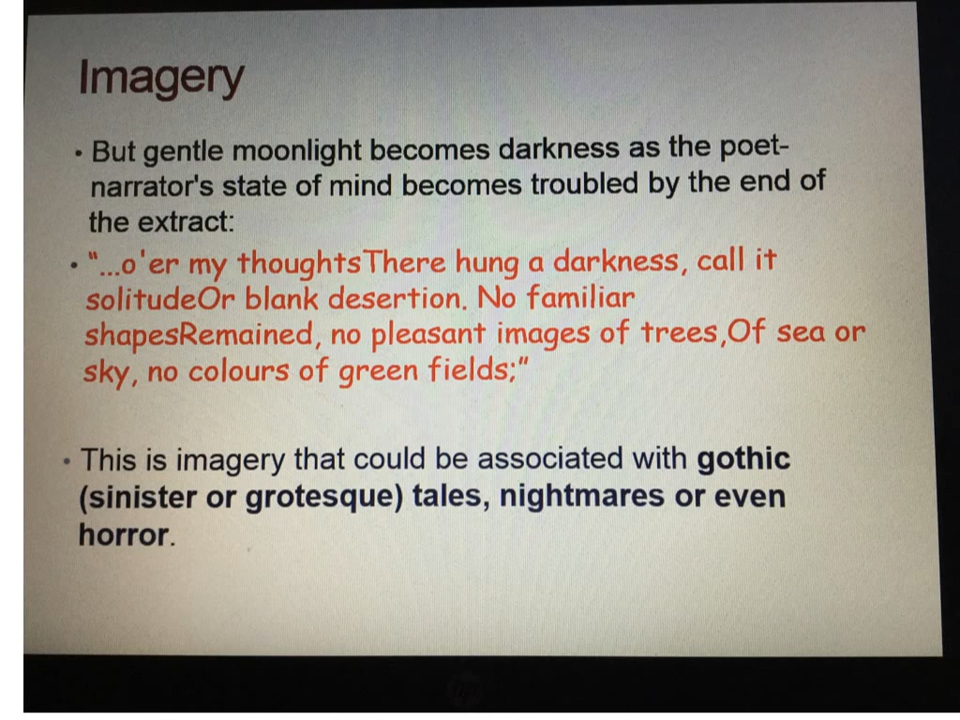 Imagery
• But gentle moonlight becomes darkness as the poet-
narrator's state of mind becomes troubled by the end of
the extract:
• "...o'er my thoughtsThere hung a darkness, call it
solitudeOr blank desertion. No familiar
shapesRemained, no pleasant images of trees,Of sea or
sky, no colours of green fields;"
• This is imagery that could be associated with gothic
(sinister or grotesque) tales, nightmares or even
horror.
hp